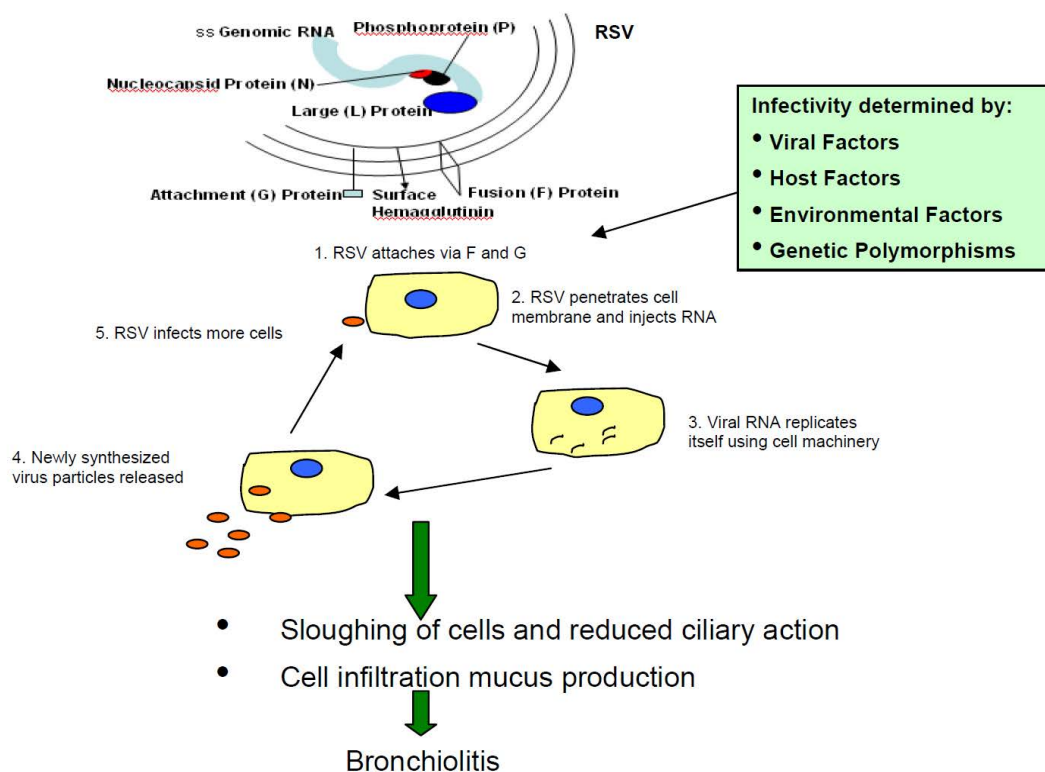 Phosphoprotein (P)
ss Genomic RNA
RSV
Nucleocapsid Protein (N)
Large (L) Protein
Attachment (G) Protein
Surface
Hemagglutinin
Fusion (F) Protein
Infectivity determined by:
• Viral Factors
• Host Factors
• Environmental Factors
• Genetic Polymorphisms
1. RSV attaches via F and G
2. RSV penetrates cell
membrane and injects RNA
5. RSV infects more cells
3. Viral RNA replicates
itself using cell machinery
4. Newly synthesized
virus particles released
• Sloughing of cells and reduced ciliary action
• Cell infiltration mucus production
Bronchiolitis